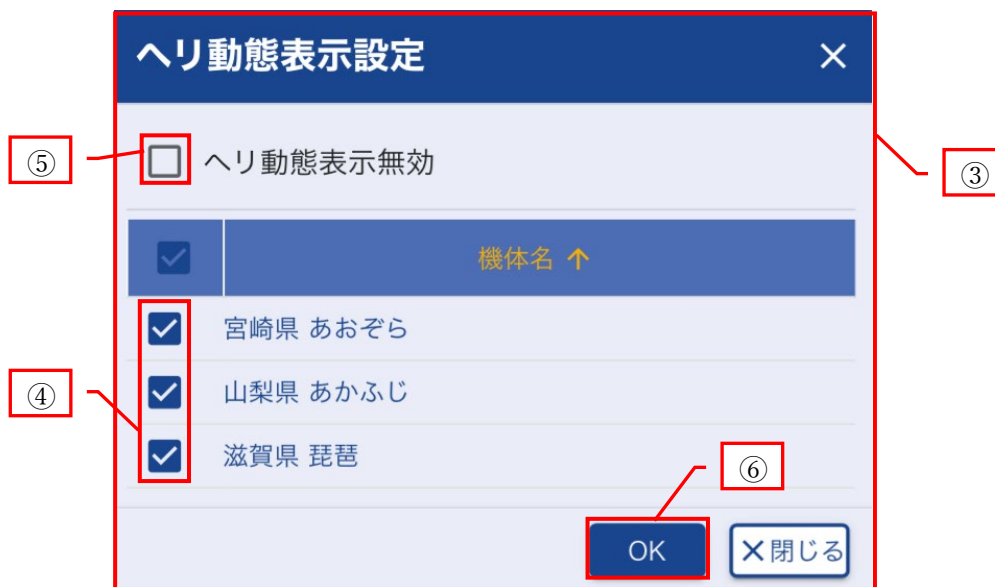 ヘリ動態表示設定 ×
⑤ ヘリ動態表示無効
③
機体名 ↑
宮崎県 あおぞら
④ 山梨県 あかふじ
滋賀県 琵琶
⑥
OK ×閉じる